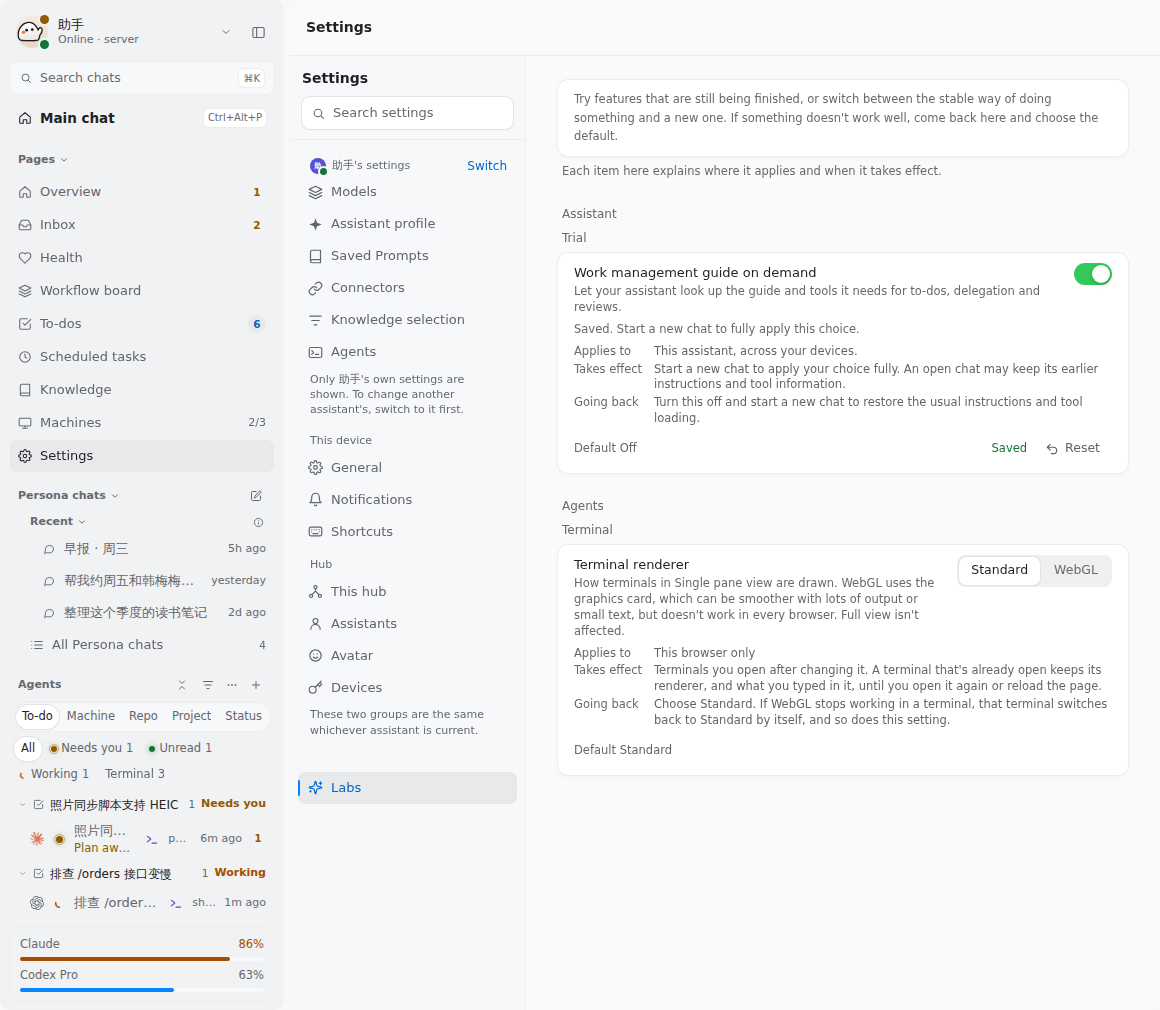 助手
Online · server
Search chats ⌘K
Main chat Ctrl+Alt+P
Pages
Overview 1
Inbox 2
Health
Workflow board
To-dos 6
Scheduled tasks
Knowledge
Machines 2/3
Settings
Persona chats
Recent
早报 · 周三 5h ago
帮我约周五和韩梅梅… yesterday
整理这个季度的读书笔记 2d ago
All Persona chats 4
Agents
To-do Machine Repo Project Status
All Needs you 1 Unread 1
Working 1 Terminal 3
照片同步脚本支持 HEIC 1 Needs you
照片同… p… 6m ago 1
Plan aw…
排查 /orders 接口变慢 1 Working
排查 /order… sh… 1m ago
Claude 86%
Codex Pro 63%
Settings
Settings
Search settings
助手's settings Switch
Models
Assistant profile
Saved Prompts
Connectors
Knowledge selection
Agents
Only 助手's own settings are
shown. To change another
assistant's, switch to it first.
This device
General
Notifications
Shortcuts
Hub
This hub
Assistants
Avatar
Devices
These two groups are the same
whichever assistant is current.
Labs
Try features that are still being finished, or switch between the stable way of doing
something and a new one. If something doesn't work well, come back here and choose the
default.
Each item here explains where it applies and when it takes effect.
Assistant
Trial
Work management guide on demand
Let your assistant look up the guide and tools it needs for to-dos, delegation and
reviews.
Saved. Start a new chat to fully apply this choice.
Applies to This assistant, across your devices.
Takes effect Start a new chat to apply your choice fully. An open chat may keep its earlier
instructions and tool information.
Going back Turn this off and start a new chat to restore the usual instructions and tool
loading.
Default Off Saved Reset
Agents
Terminal
Terminal renderer Standard WebGL
How terminals in Single pane view are drawn. WebGL uses the
graphics card, which can be smoother with lots of output or
small text, but doesn't work in every browser. Full view isn't
affected.
Applies to This browser only
Takes effect Terminals you open after changing it. A terminal that's already open keeps its
renderer, and what you typed in it, until you open it again or reload the page.
Going back Choose Standard. If WebGL stops working in a terminal, that terminal switches
back to Standard by itself, and so does this setting.
Default Standard